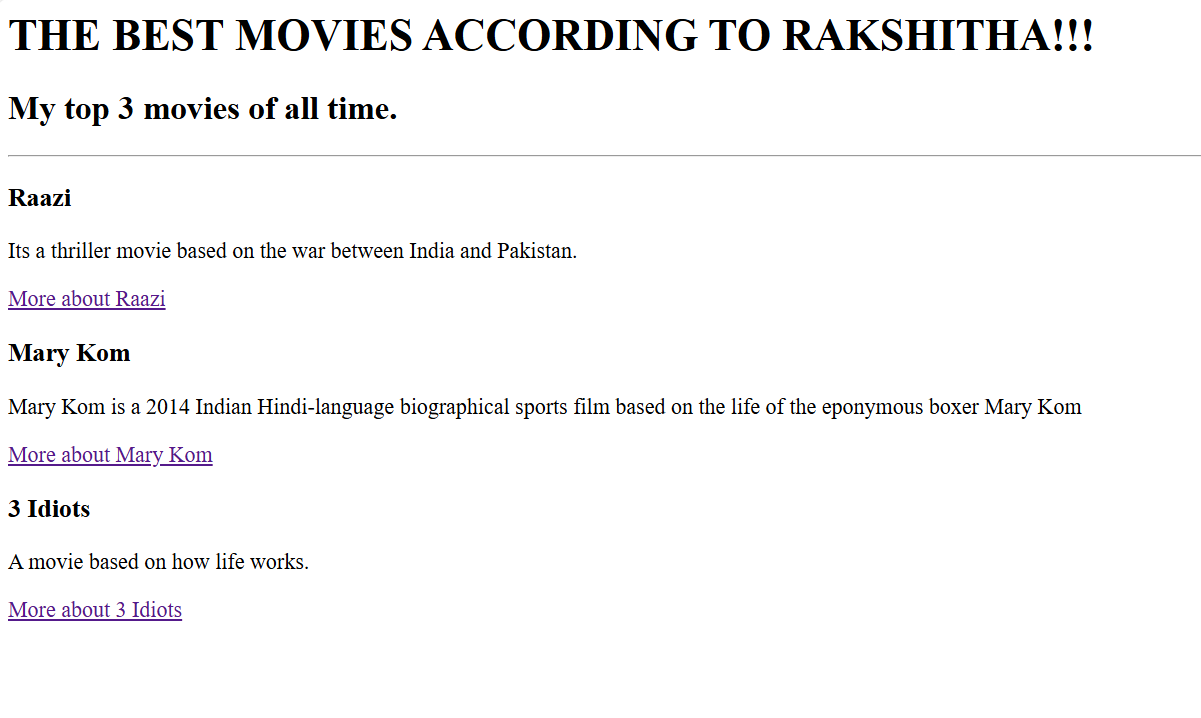 THE BEST MOVIES ACCORDING TO RAKSHITHA!!!
My top 3 movies of all time.
Raazi
Its a thriller movie based on the war between India and Pakistan.
More about Raazi
Mary Kom
Mary Kom is a 2014 Indian Hindi-language biographical sports film based on the life of the eponymous boxer Mary Kom
More about Mary Kom
3 Idiots
A movie based on how life works.
More about 3 Idiots